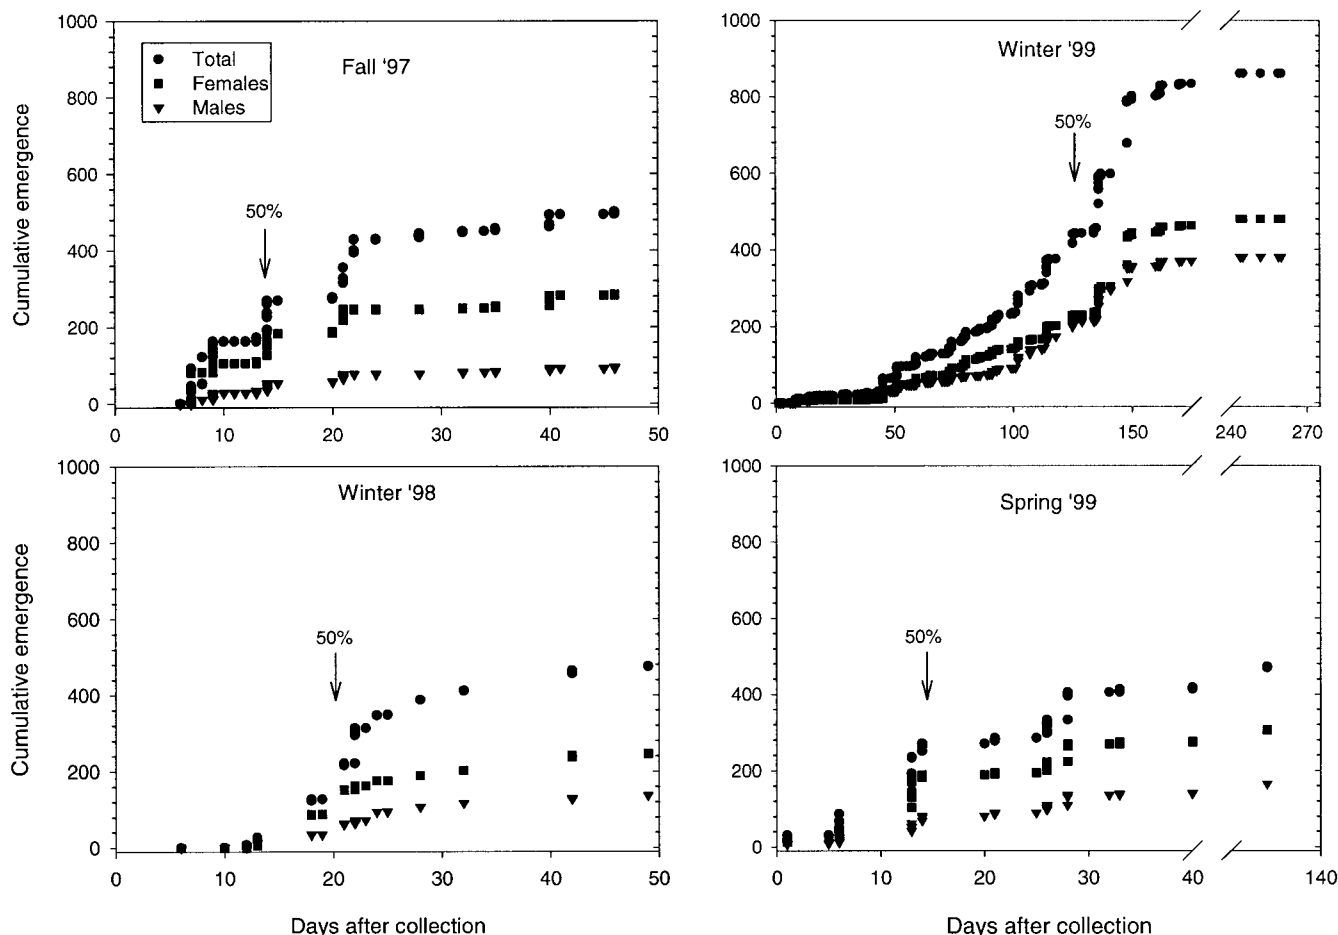 1000
800
600
400
200
0
Cumulative emergence
Total
Females
Males
Fall '97
50%
0 10 20 30 40 50
1000
800
600
400
200
0
Winter '99
50%
0 50 100 150 240 270
1000
800
600
400
200
0
Cumulative emergence
Winter '98
50%
0 10 20 30 40 50
Days after collection
1000
800
600
400
200
0
Spring '99
50%
0 10 20 30 40 140
Days after collection